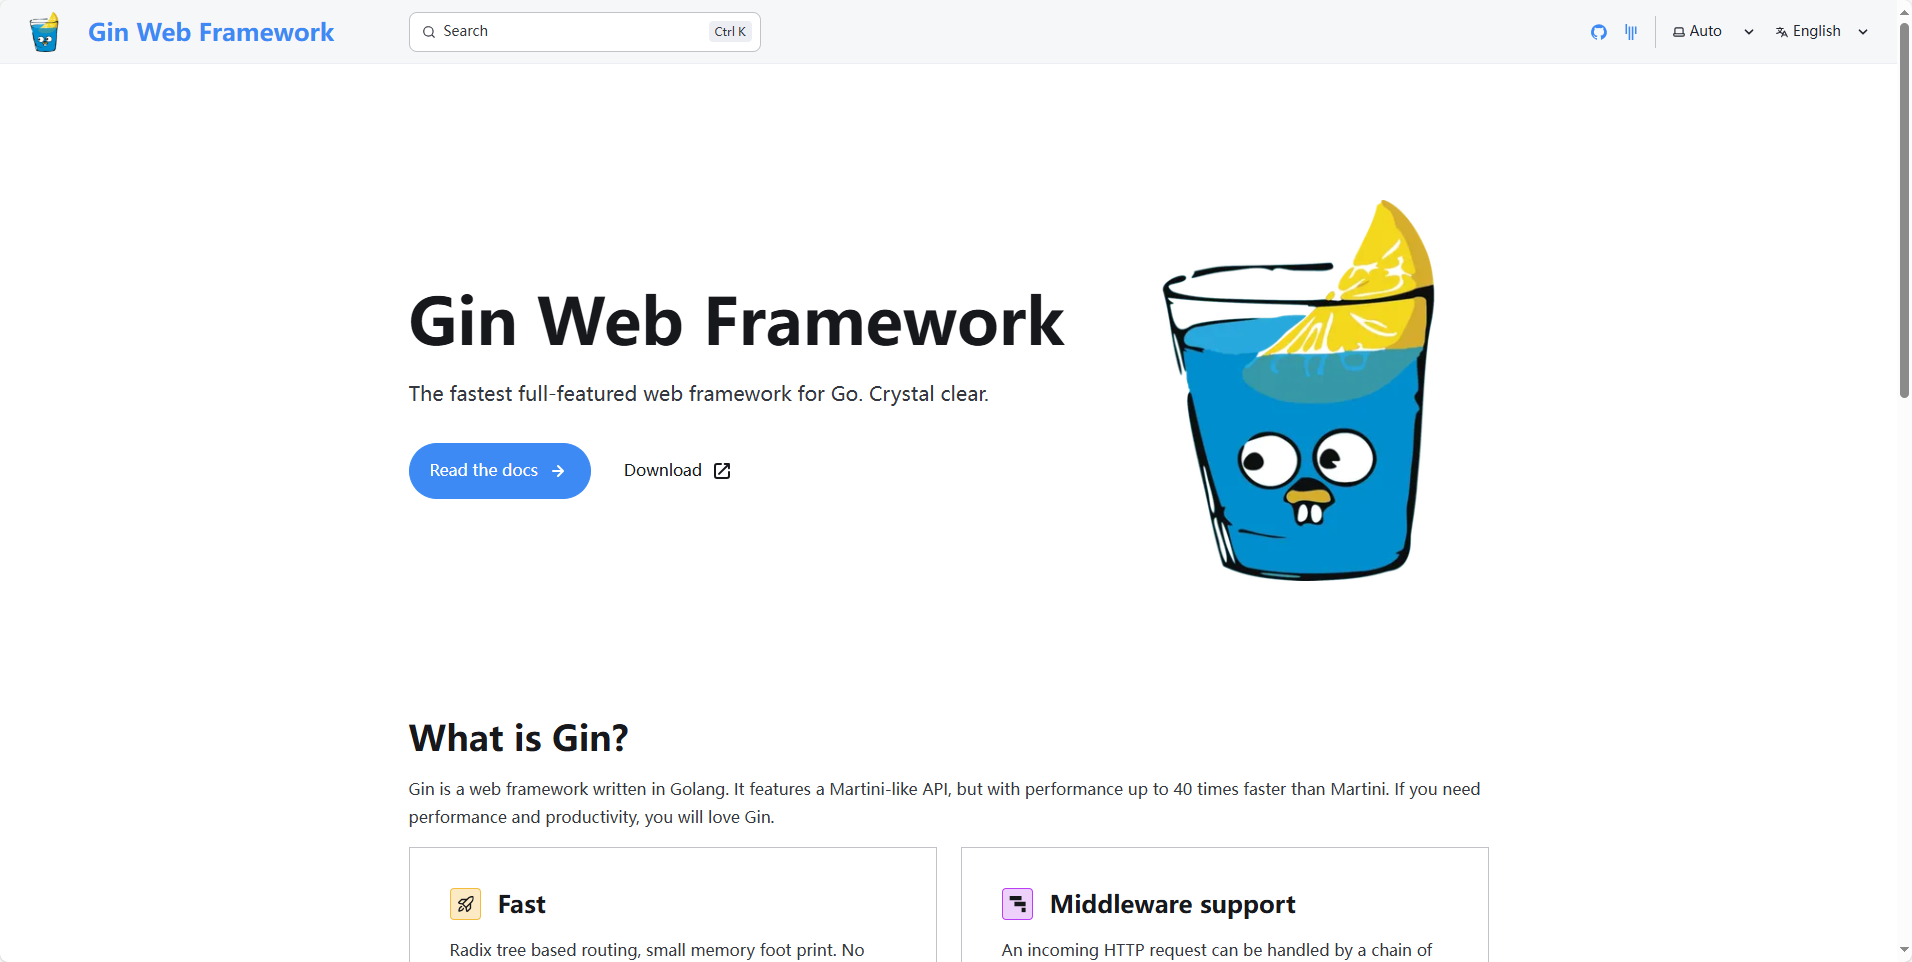 Gin Web Framework
Search
Ctrl K
Auto
English
Gin Web Framework
The fastest full-featured web framework for Go. Crystal clear.
Read the docs
Download
What is Gin?
Gin is a web framework written in Golang. It features a Martini-like API, but with performance up to 40 times faster than Martini. If you need
performance and productivity, you will love Gin.
Fast
Radix tree based routing, small memory foot print. No
Middleware support
An incoming HTTP request can be handled by a chain of